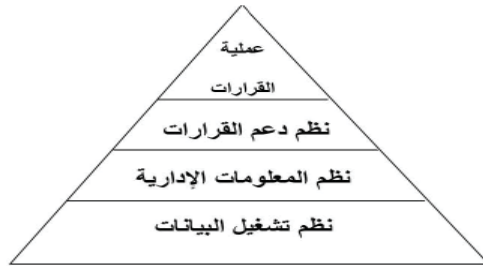 عملية
القرارات
نظم دعم القرارات
نظم المعلومات الإدارية
نظم تشغيل البيانات